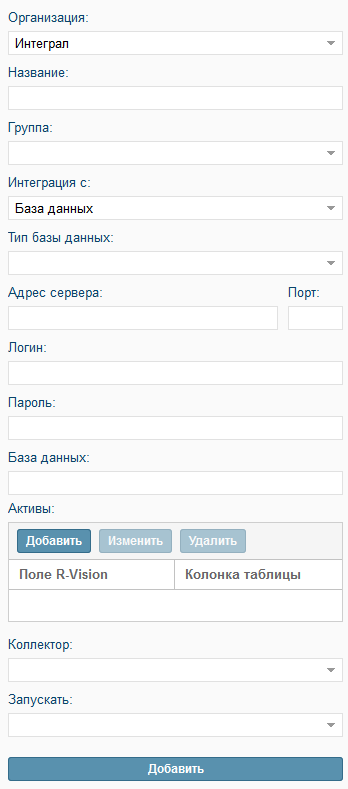 Организация:
Интеграл
Название:
Группа:
Интеграция с:
База данных
Тип базы данных:
Адрес сервера: Порт:
Логин:
Пароль:
База данных:
Активы:
Добавить Изменить Удалить
Поле R-Vision Колонка таблицы
Коллектор:
Запускать:
Добавить